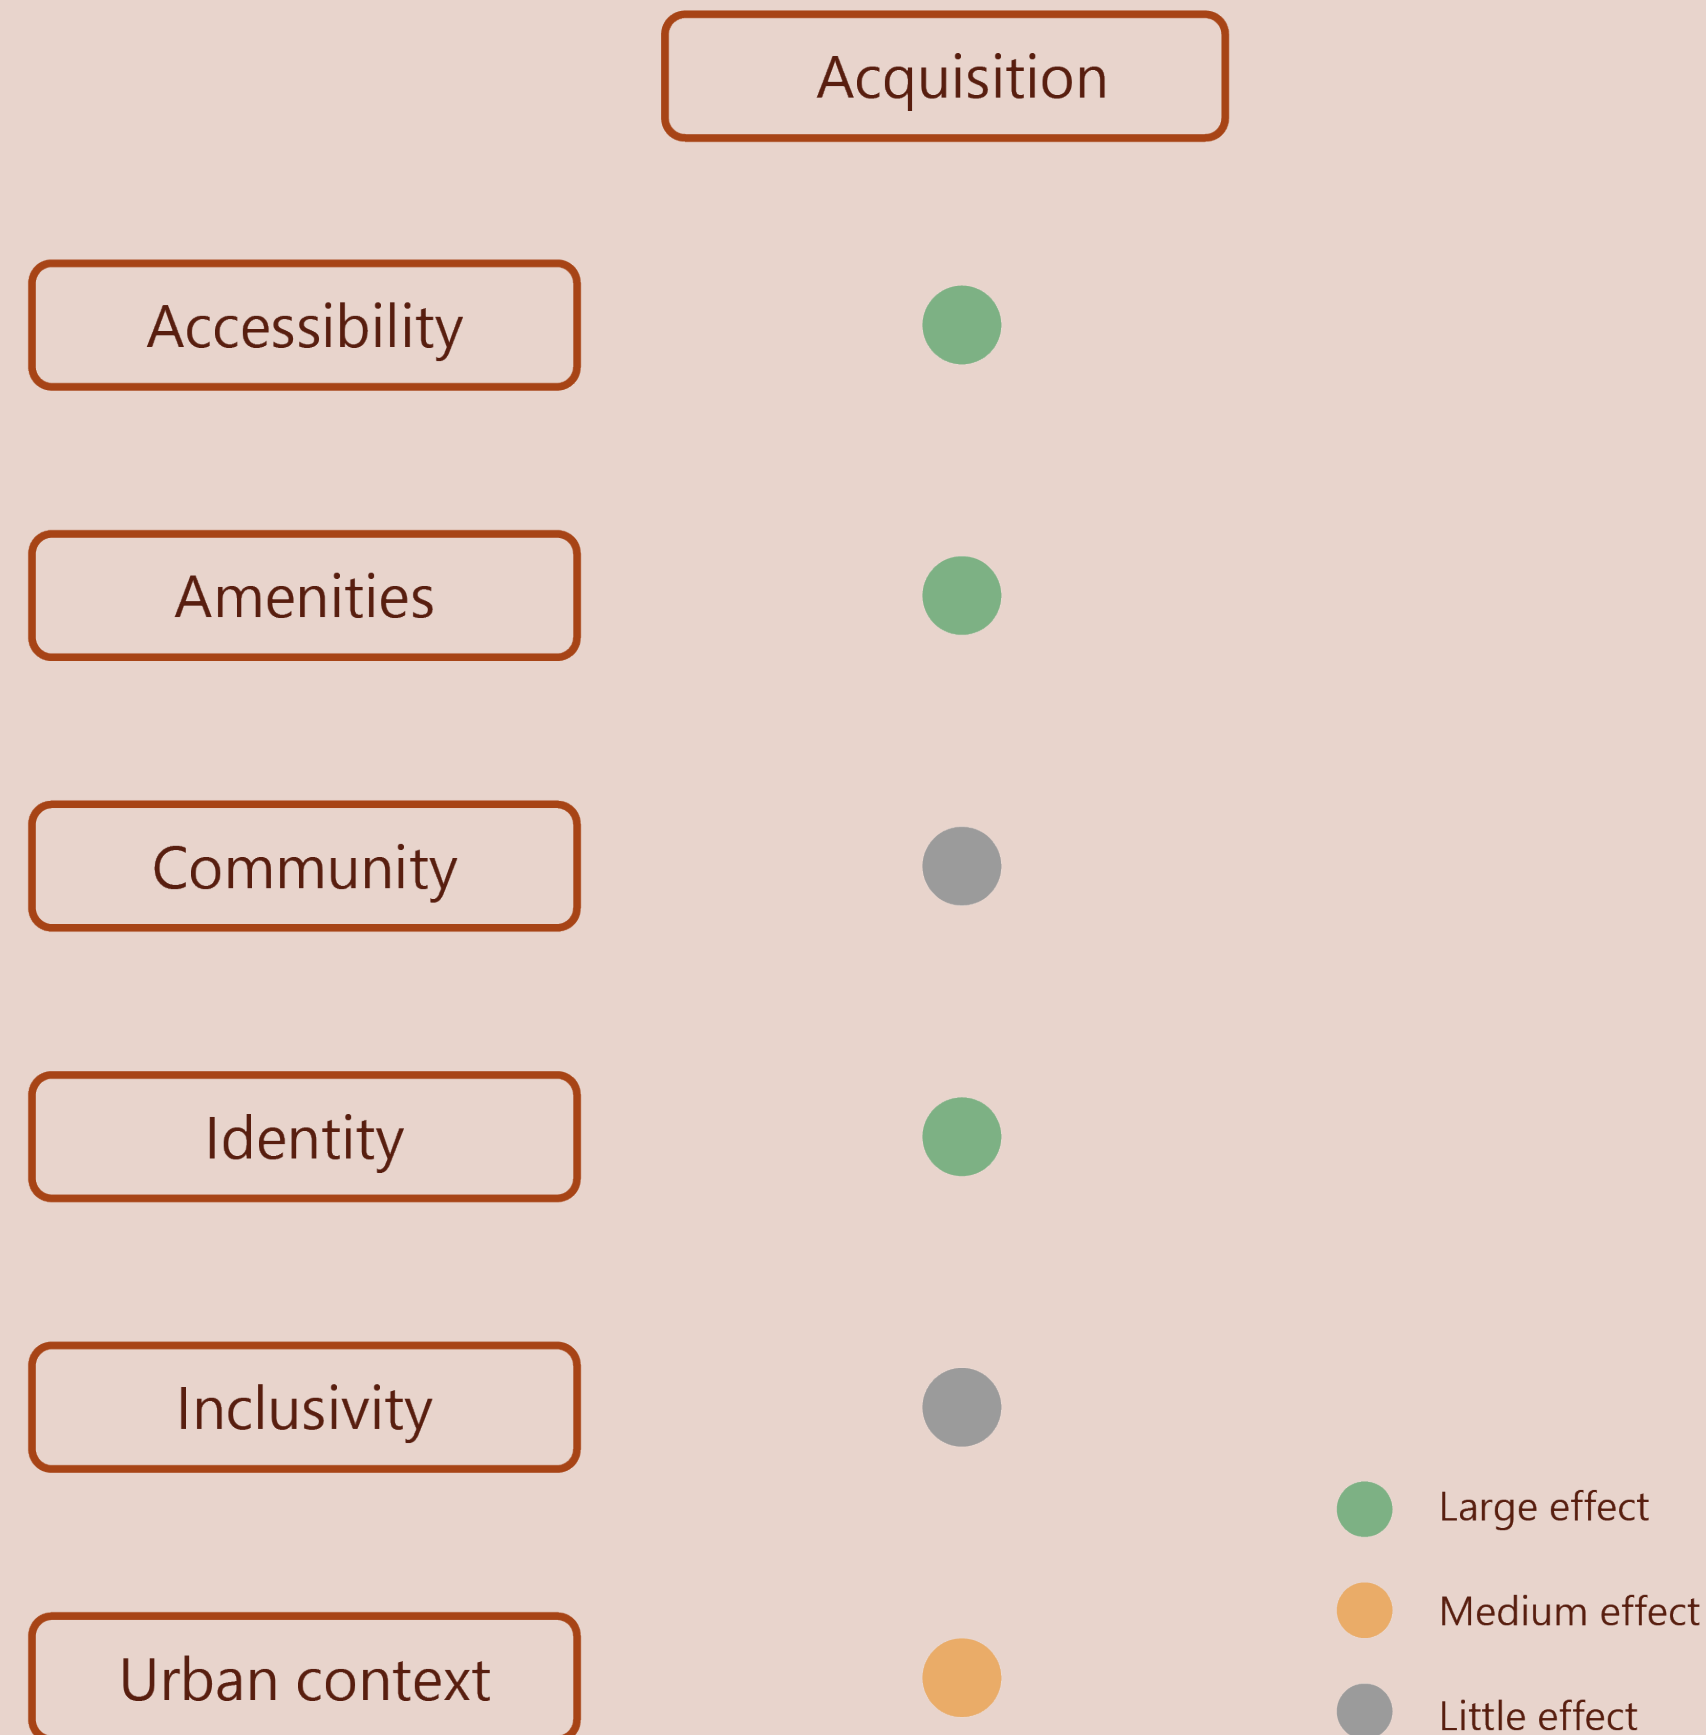 Acquisition
Accessibility
Amenities
Community
Identity
Inclusivity
Large effect
Medium effect
Urban context
Little effect